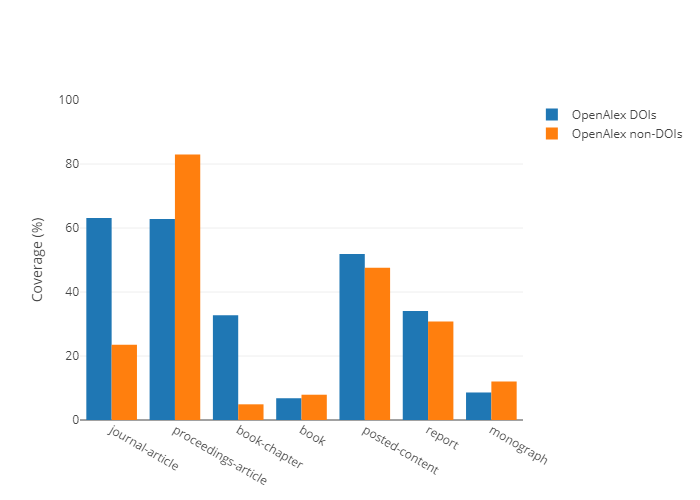 100
80
60
40
20
0
Coverage (%)
journal-article
proceedings-article
book-chapter
book
posted-content
report
monograph
OpenAlex DOIs
OpenAlex non-DOIs